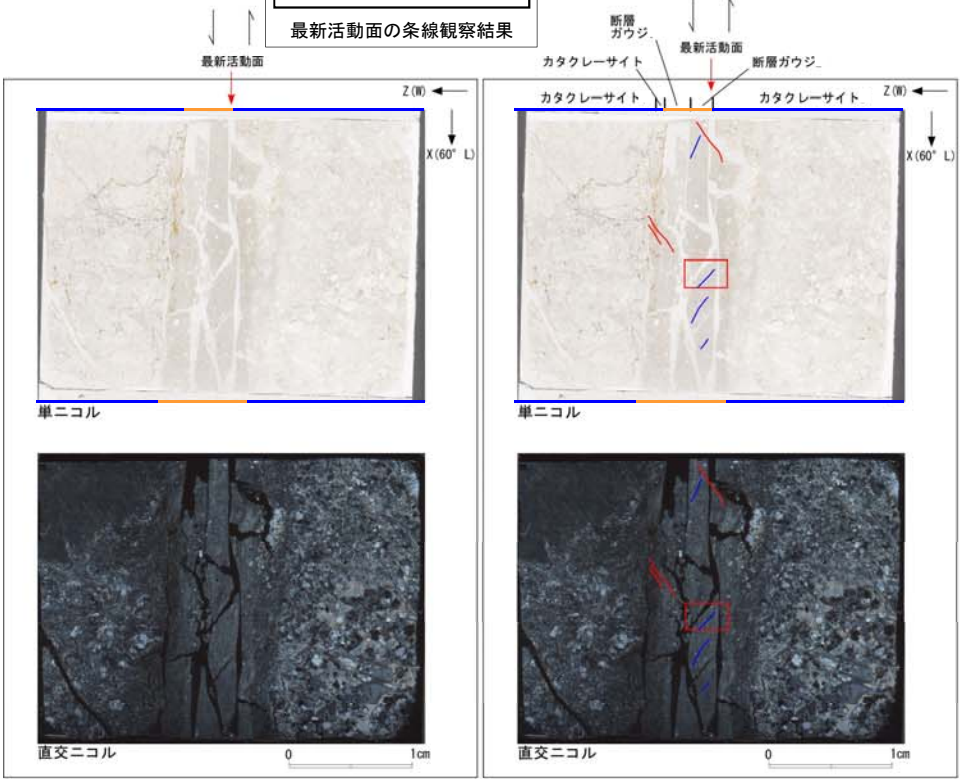 最新活動面の条線観察結果
最新活動面
Z(W)
X(60° L)
単ニコル
直交ニコル
0 1cm
断層
ガウジ
最新活動面
カタクレーサイト
断層ガウジ
カタクレーサイト
カタクレーサイト
Z(W)
X(60° L)
単ニコル
直交ニコル
0 1cm